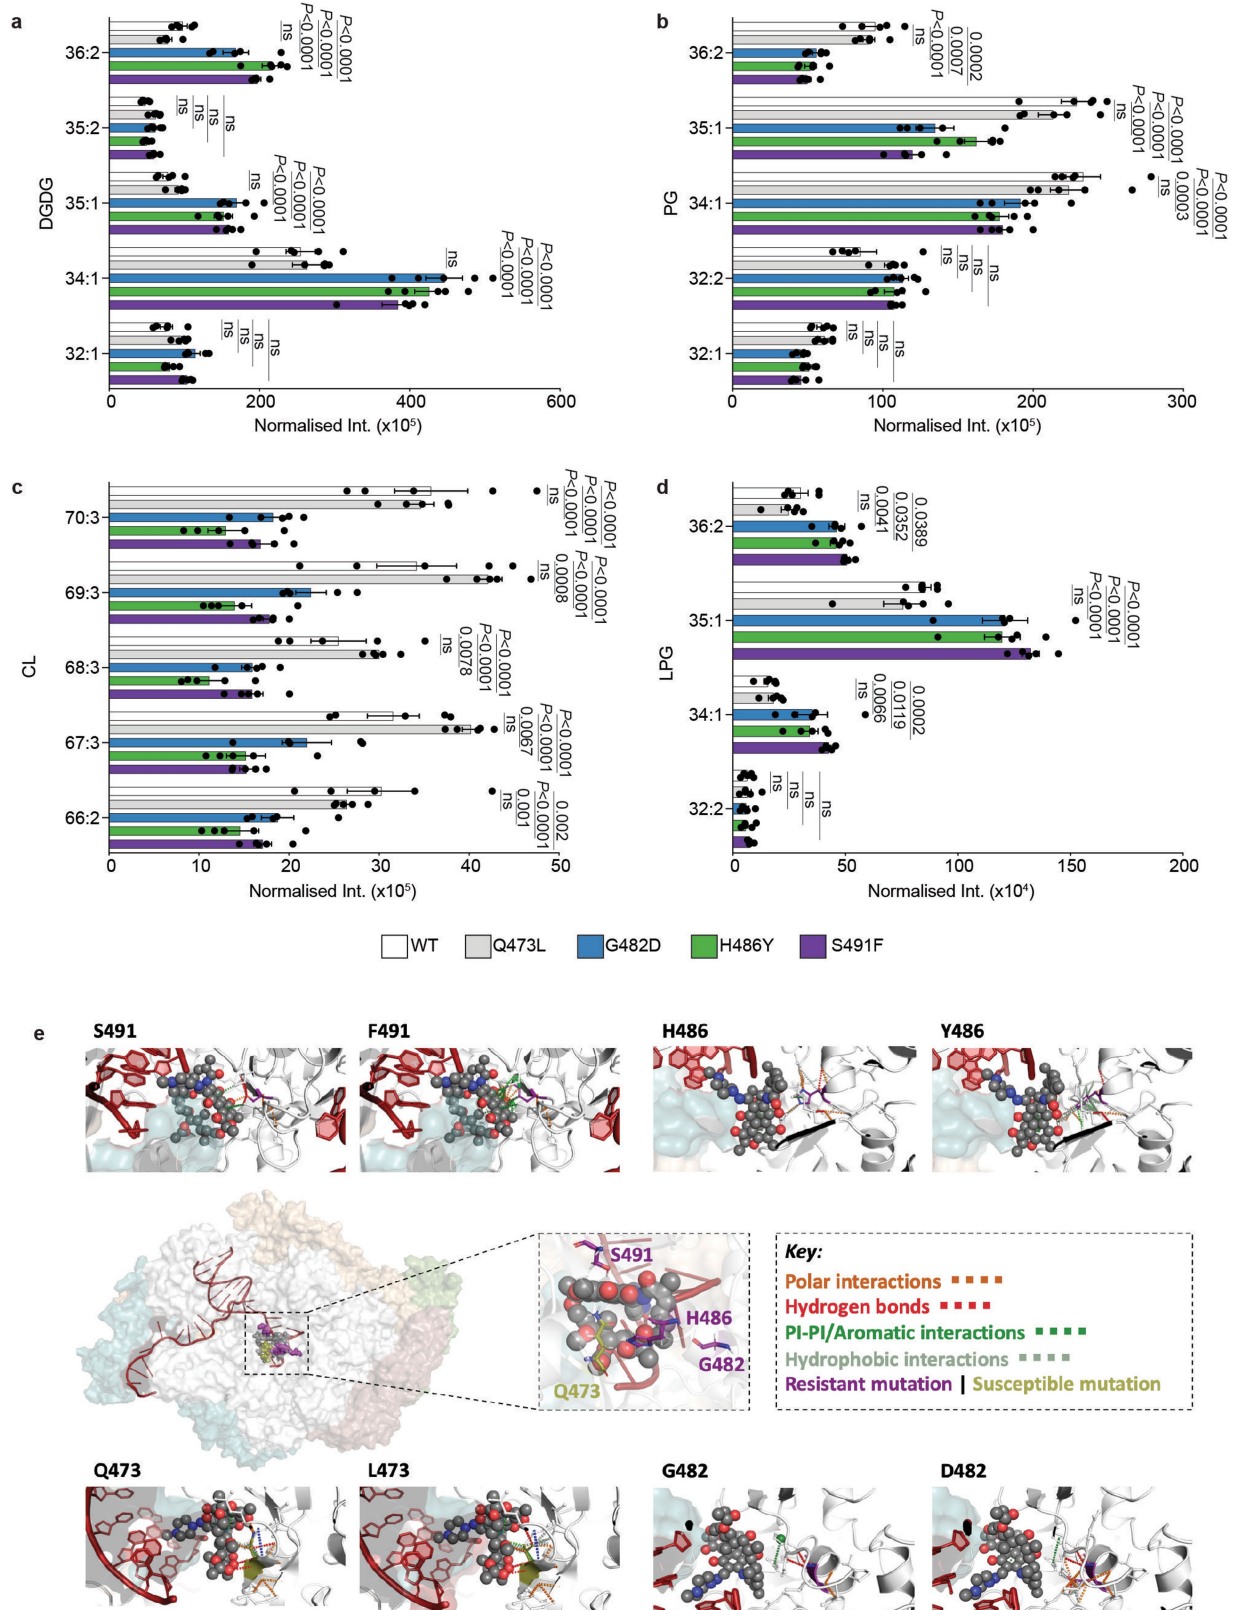 a
DGDG
36:2
ns
P<0.0001
P<0.0001
P<0.0001
35:2
ns
ns
ns
ns
35:1
ns
P<0.0001
P<0.0001
P<0.0001
34:1
ns
P<0.0001
P<0.0001
P<0.0001
32:1
ns
ns
ns
ns
0 200 400 600
Normalised Int. (x10⁵)
b
PG
36:2
ns
P<0.0001
0.0007
0.0002
35:1
ns
P<0.0001
P<0.0001
P<0.0001
34:1
ns
0.0003
P<0.0001
P<0.0001
32:2
ns
ns
ns
ns
32:1
ns
ns
ns
ns
0 100 200 300
Normalised Int. (x10⁵)
c
CL
70:3
ns
P<0.0001
P<0.0001
P<0.0001
69:3
ns
0.0008
P<0.0001
P<0.0001
68:3
ns
0.0078
P<0.0001
P<0.0001
67:3
ns
0.0067
P<0.0001
P<0.0001
66:2
ns
0.001
P<0.0001
0.002
0 10 20 30 40 50
Normalised Int. (x10⁵)
d
LPG
36:2
ns
0.0041
0.0352
0.0389
35:1
ns
P<0.0001
P<0.0001
P<0.0001
34:1
ns
0.0066
0.0119
0.0002
32:2
ns
ns
ns
ns
0 50 100 150 200
Normalised Int. (x10⁴)
WT Q473L G482D H486Y S491F
e
S491 F491 H486 Y486
S491
H486
G482
Q473
Key:
Polar interactions
Hydrogen bonds
PI-PI/Aromatic interactions
Hydrophobic interactions
Resistant mutation | Susceptible mutation
Q473 L473 G482 D482